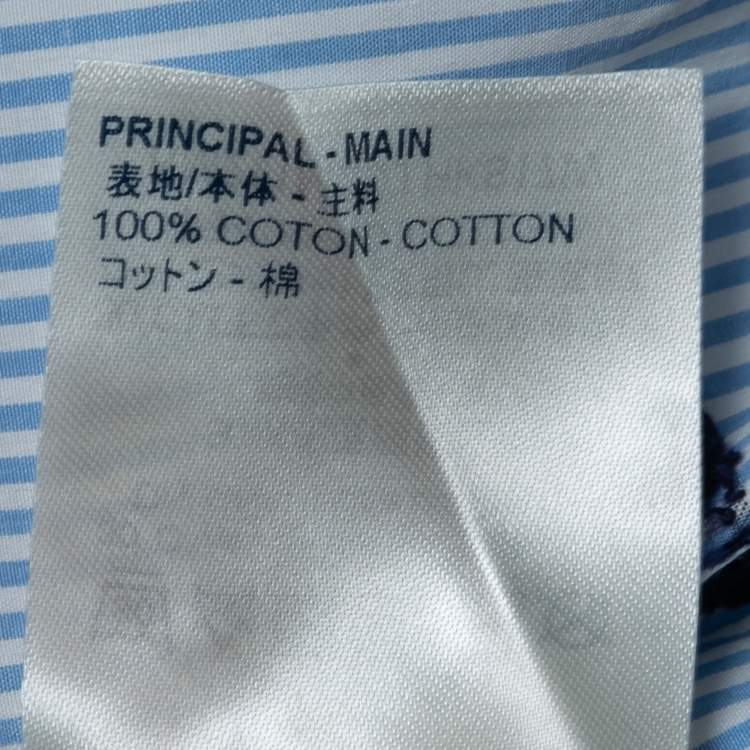 PRINCIPAL - MAIN
表地/本体 - 主料
100% COTON - COTTON
コットン - 棉